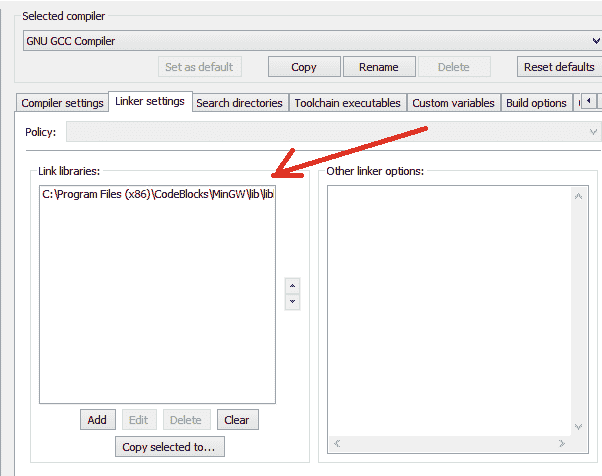 Selected compiler
GNU GCC Compiler
Set as default Copy Rename Delete Reset defaults
Compiler settings Linker settings Search directories Toolchain executables Custom variables Build options
Policy:
Link libraries: Other linker options:
C:\Program Files (x86)\CodeBlocks\MinGW\lib\lib
Add Edit Delete Clear
Copy selected to...